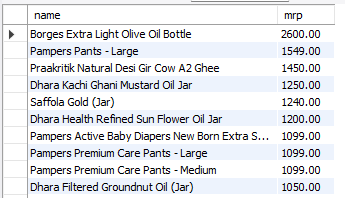 name mrp
Borges Extra Light Olive Oil Bottle 2600.00
Pampers Pants - Large 1549.00
Praakritik Natural Desi Gir Cow A2 Ghee 1450.00
Dhara Kachi Ghani Mustard Oil Jar 1250.00
Saffola Gold (Jar) 1240.00
Dhara Health Refined Sun Flower Oil Jar 1200.00
Pampers Active Baby Diapers New Born Extra S... 1099.00
Pampers Premium Care Pants - Large 1099.00
Pampers Premium Care Pants - Medium 1099.00
Dhara Filtered Groundnut Oil (Jar) 1050.00